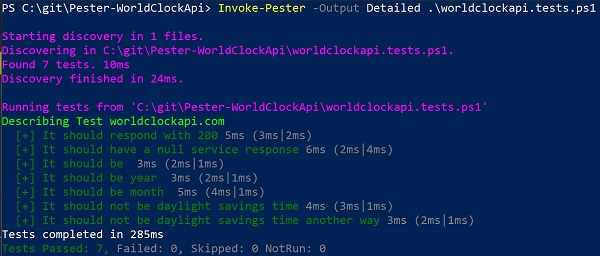 PS C:\git\Pester-WorldClockApi> Invoke-Pester -Output Detailed .\worldclockapi.tests.ps1
Starting discovery in 1 files.
Discovering in C:\git\Pester-WorldClockApi\worldclockapi.tests.ps1.
Found 7 tests. 10ms
Discovery finished in 24ms.
Running tests from 'C:\git\Pester-WorldClockApi\worldclockapi.tests.ps1'
Describing Test worldclockapi.com
[+] It should respond with 200 5ms (3ms|2ms)
[+] It should have a null service response 6ms (2ms|4ms)
[+] It should be  3ms (2ms|1ms)
[+] It should be year  3ms (2ms|1ms)
[+] It should be month  5ms (4ms|1ms)
[+] It should not be daylight savings time 4ms (3ms|1ms)
[+] It should not be daylight savings time another way 3ms (2ms|1ms)
Tests completed in 285ms
Tests Passed: 7, Failed: 0, Skipped: 0 NotRun: 0